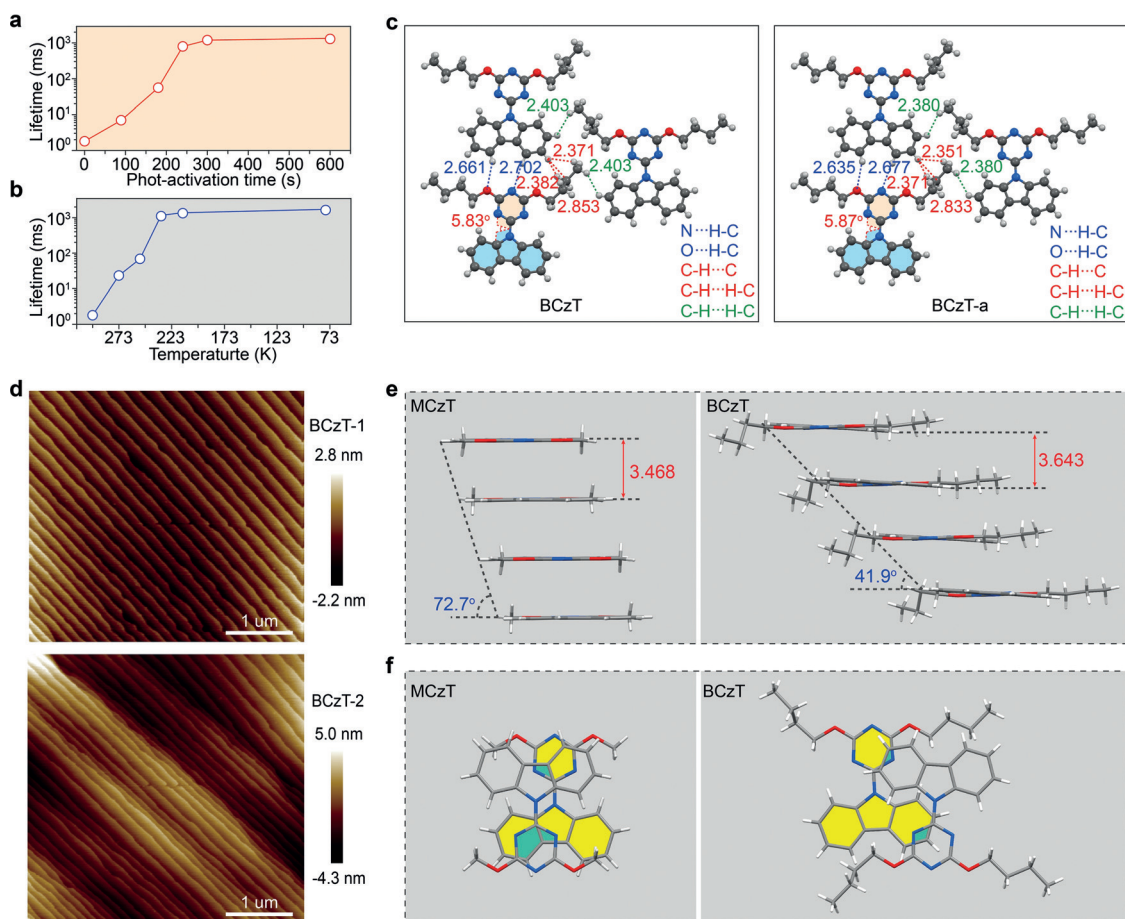 a
Lifetime (ms)
10³
10²
10¹
10⁰
0 100 200 300 400 500 600
Phot-activation time (s)
b
Lifetime (ms)
10³
10²
10¹
10⁰
273 223 173 123 73
Temperaturte (K)
c
2.403
2.371
2.661
2.702
2.403
2.382
2.853
5.83º
N···H-C
O···H-C
C-H···C
C-H···H-C
C-H···H-C
BCzT
2.380
2.351
2.635
2.677
2.380
2.371
2.833
5.87º
N···H-C
O···H-C
C-H···C
C-H···H-C
C-H···H-C
BCzT-a
d
BCzT-1
2.8 nm
-2.2 nm
1 um
BCzT-2
5.0 nm
-4.3 nm
1 um
e
MCzT
3.468
72.7º
BCzT
3.643
41.9º
f
MCzT
BCzT